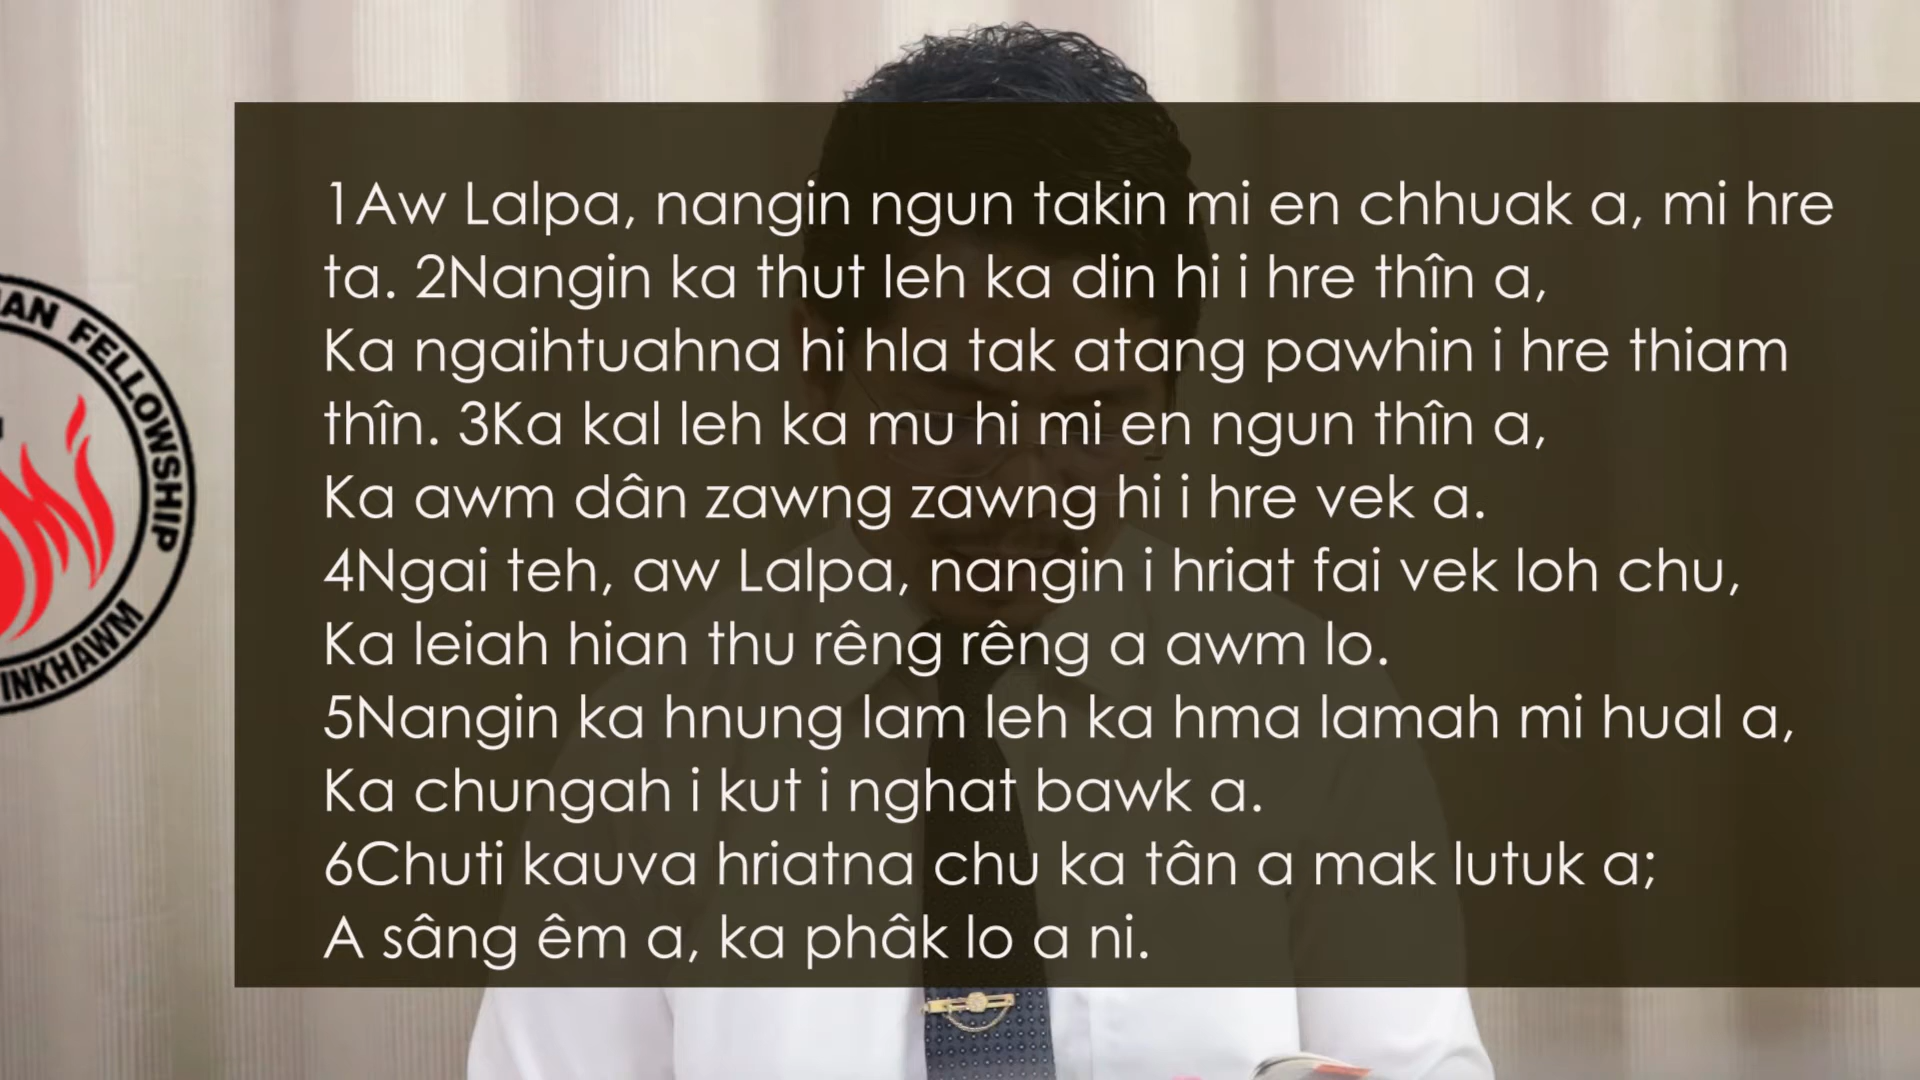 AN FELLOWSHIP
INKHAWM
1Aw Lalpa, nangin ngun takin mi en chhuak a, mi hre
ta. 2Nangin ka thut leh ka din hi i hre thîn a,
Ka ngaihtuahna hi hla tak atang pawhin i hre thiam
thîn. 3Ka kal leh ka mu hi mi en ngun thîn a,
Ka awm dân zawng zawng hi i hre vek a.
4Ngai teh, aw Lalpa, nangin i hriat fai vek loh chu,
Ka leiah hian thu rêng rêng a awm lo.
5Nangin ka hnung lam leh ka hma lamah mi hual a,
Ka chungah i kut i nghat bawk a.
6Chuti kauva hriatna chu ka tân a mak lutuk a;
A sâng êm a, ka phâk lo a ni.